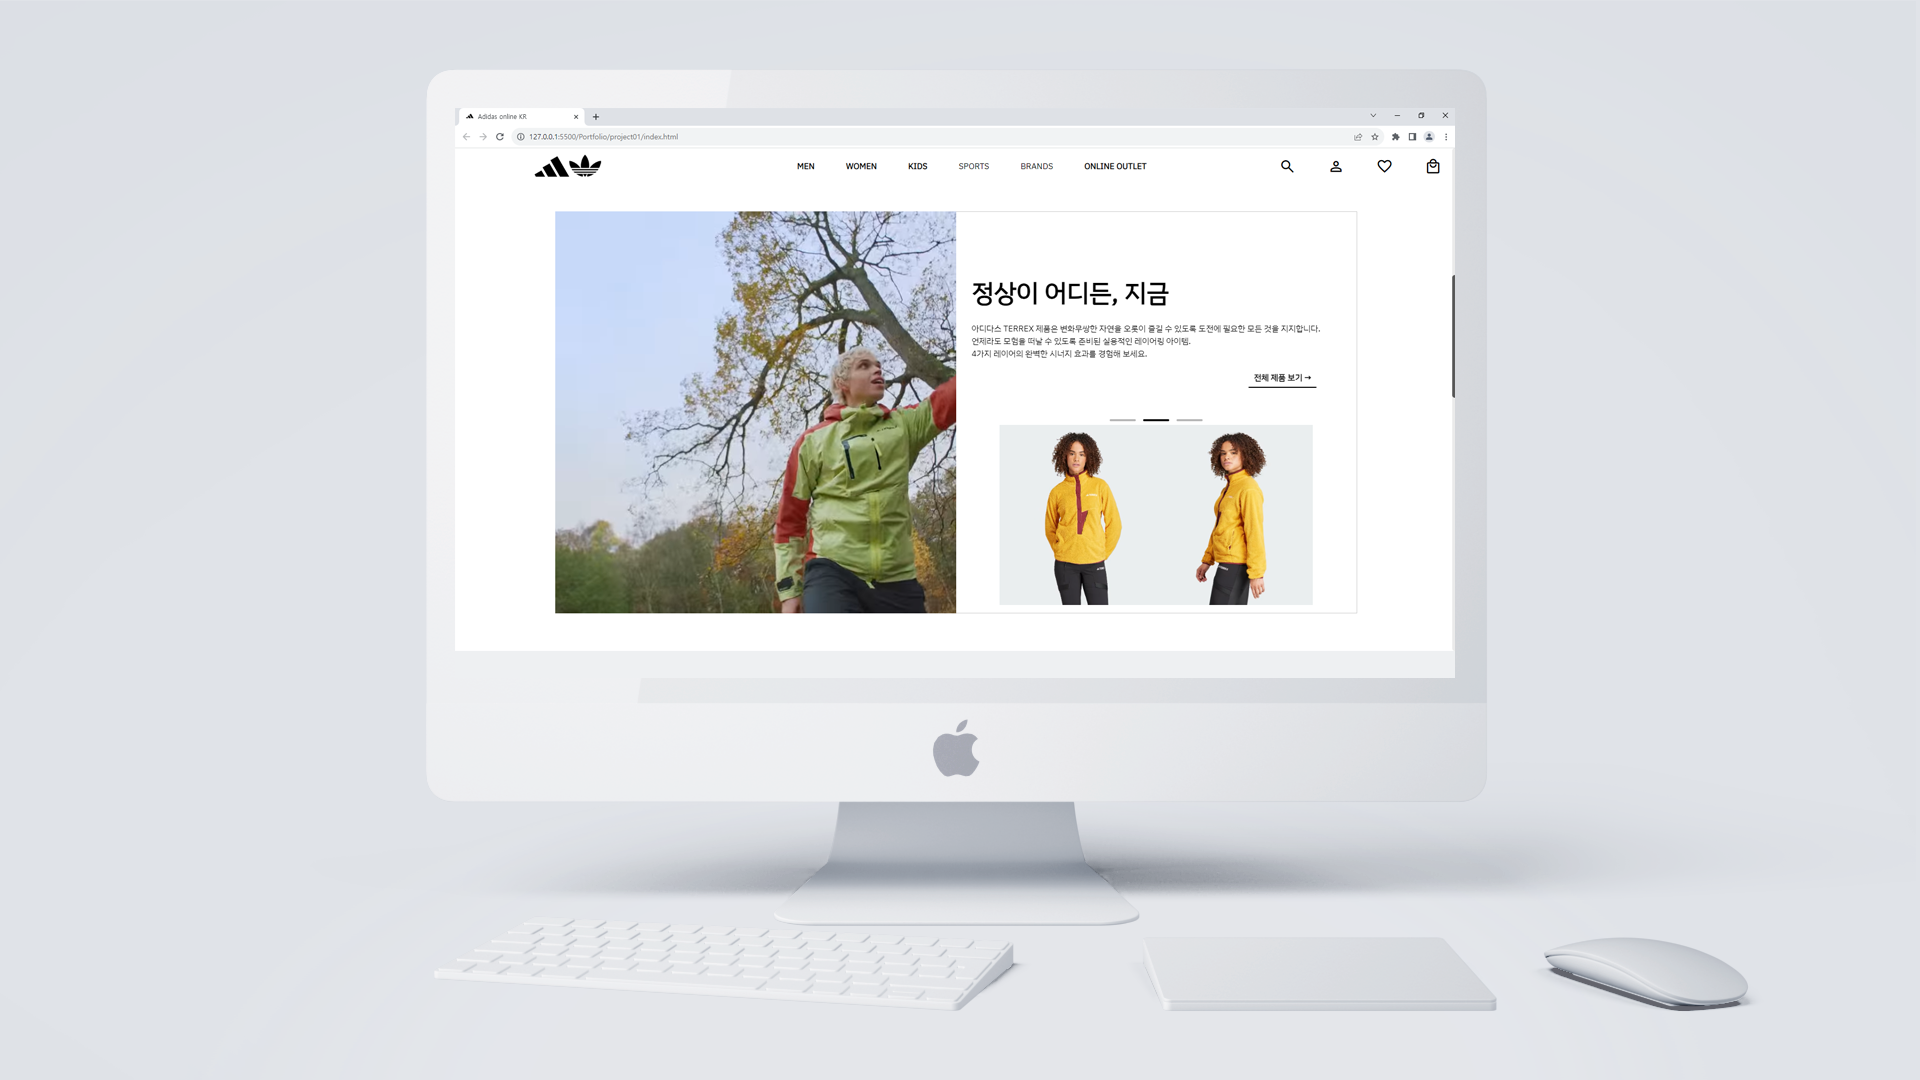 Adidas online KR
127.0.0.1:5500/Portfolio/project01/index.html
MEN WOMEN KIDS SPORTS BRANDS ONLINE OUTLET
정상이 어디든, 지금
아디다스 TERREX 제품은 변화무쌍한 자연을 오롯이 즐길 수 있도록 도전에 필요한 모든 것을 지지합니다.
언제라도 모험을 떠날 수 있도록 준비된 실용적인 레이어링 아이템.
4가지 레이어의 완벽한 시너지 효과를 경험해 보세요.
전체 제품 보기 →